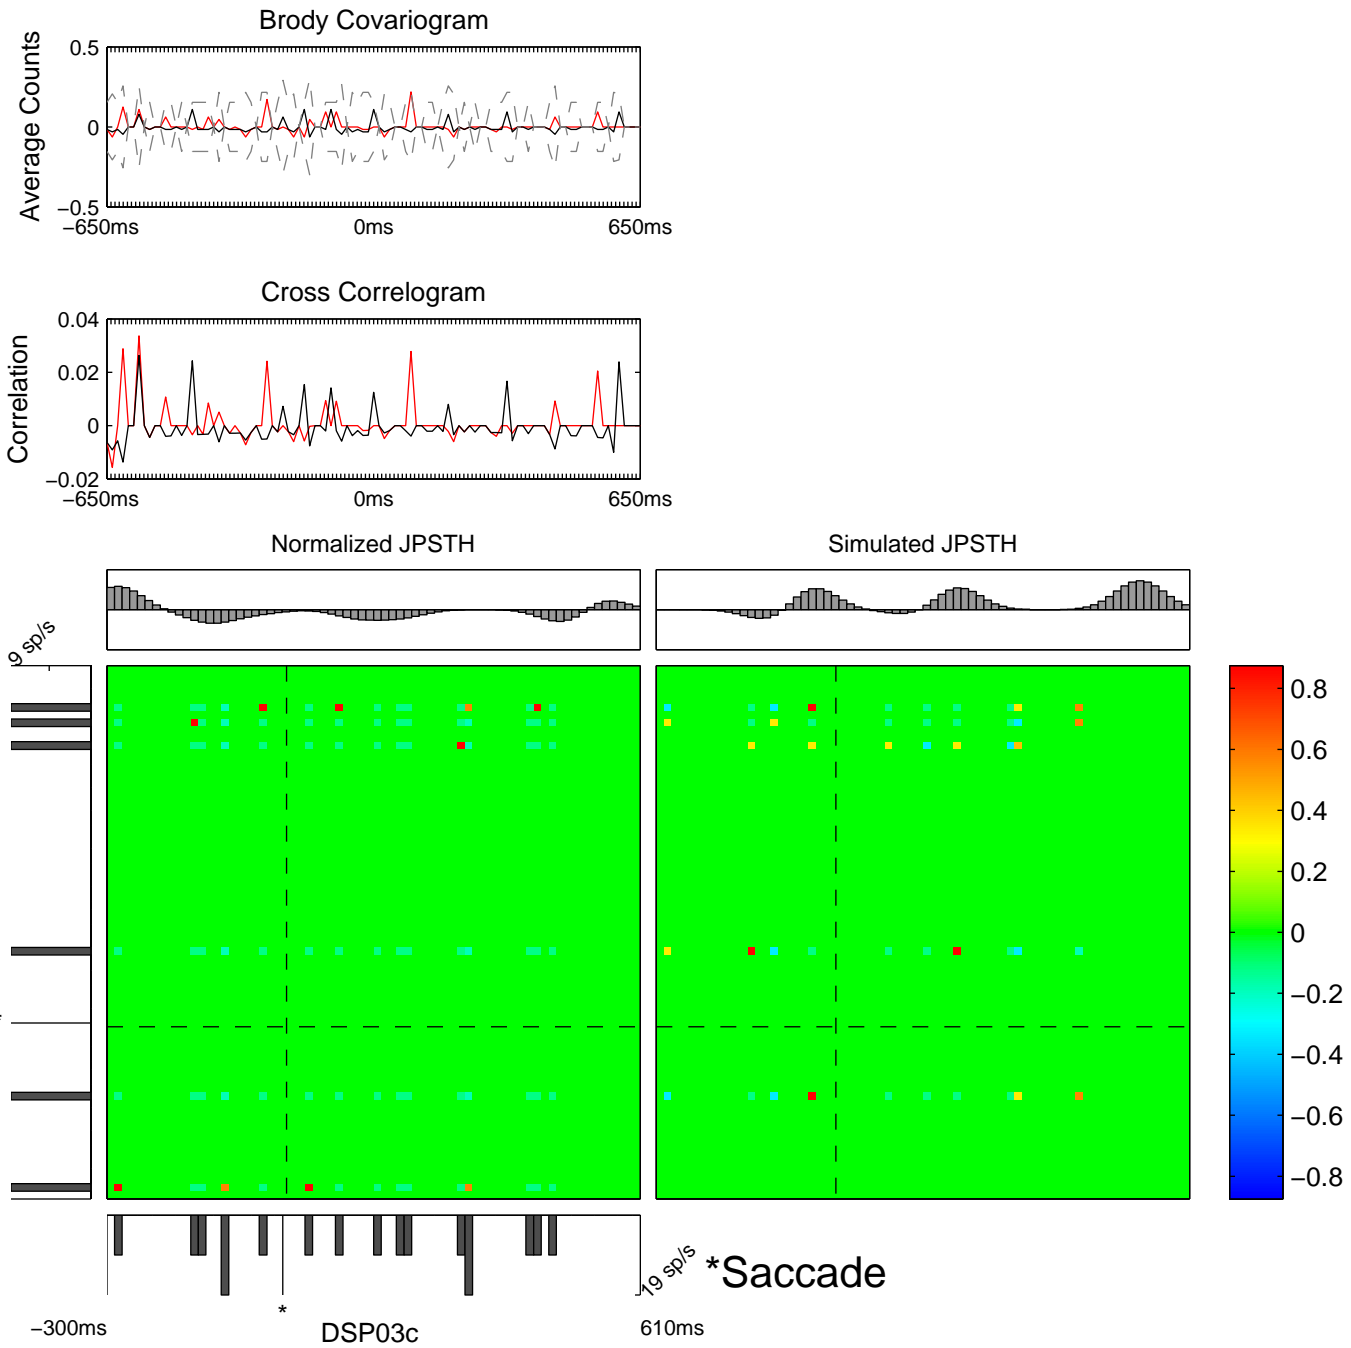 Brody Covariogram
Average Counts
0.5
0
−0.5
−650ms 0ms 650ms
Cross Correlogram
Correlation
0.04
0.02
0
−0.02
−650ms 0ms 650ms
Normalized JPSTH Simulated JPSTH
9 sp/s
0.8
0.6
0.4
0.2
0
−0.2
−0.4
−0.6
−0.8
*
19 sp/s
*Saccade
*
−300ms DSP03c 610ms